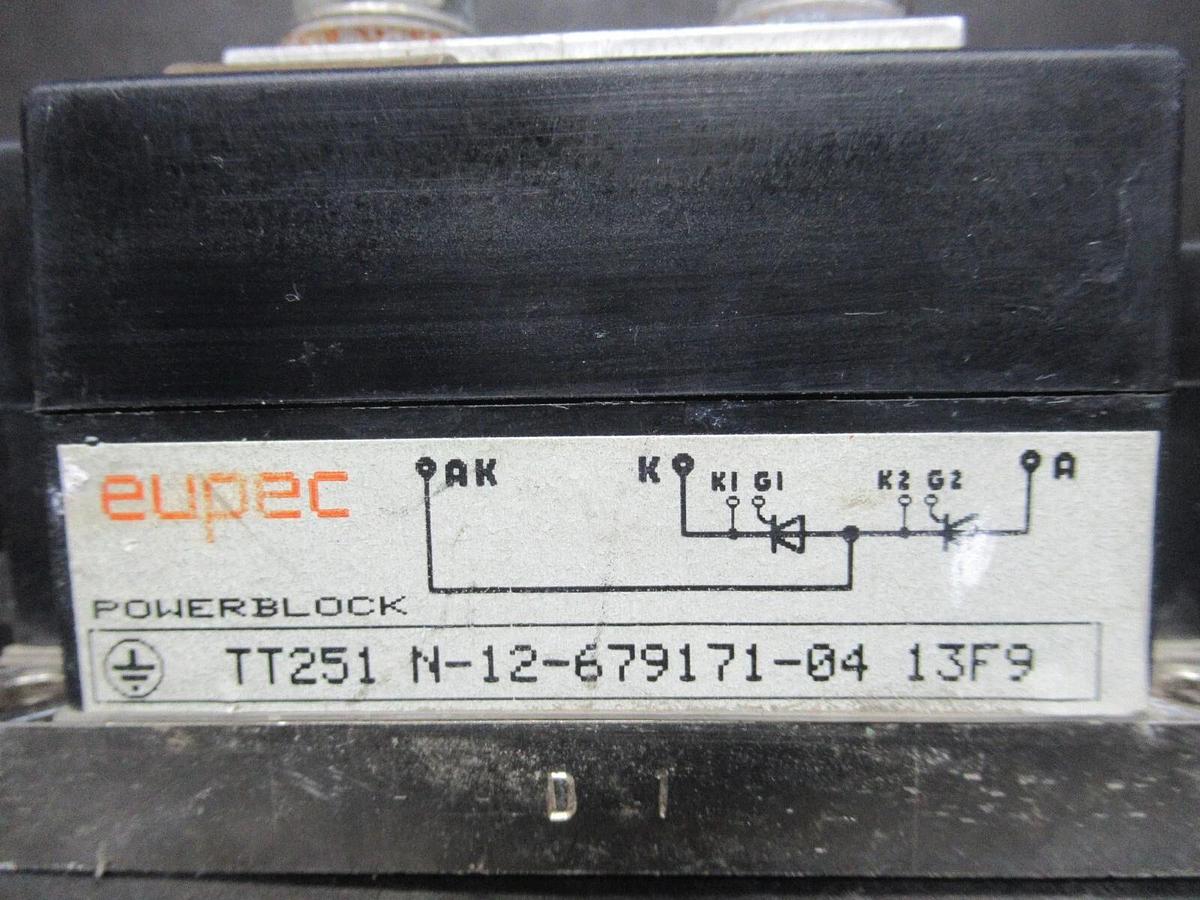 eupec
AK K K1 G1 K2 G2 A
POWERBLOCK
TT251 N-12-679171-04 13F9
D 1